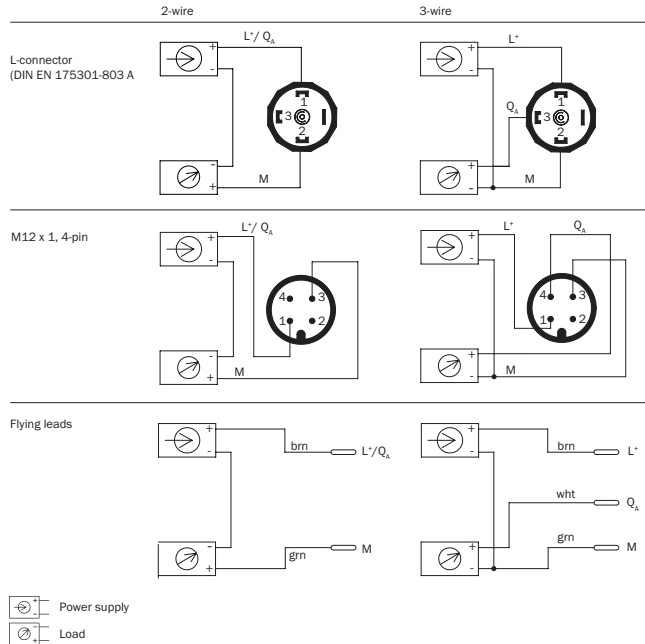 2-wire 3-wire
L-connector
(DIN EN 175301-803 A
L⁺/ Q_A
L⁺
+
-
+
-
1
3
2
1
3
2
Q_A
-
+
M
+
-
M
M12 x 1, 4-pin
L⁺/ Q_A
L⁺
Q_A
+
-
+
-
4 3
1 2
4 3
1 2
-
+
M
+
-
M
Flying leads
+
-
brn
L⁺/Q_A
+
-
brn
L⁺
wht
Q_A
-
+
grn
M
+
-
grn
M
+
-
Power supply
-
+
Load